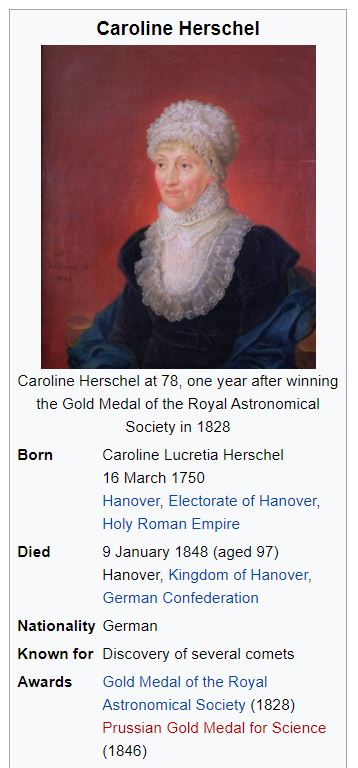 Caroline Herschel
Caroline Herschel at 78, one year after winning
the Gold Medal of the Royal Astronomical
Society in 1828
Born Caroline Lucretia Herschel
16 March 1750
Hanover, Electorate of Hanover,
Holy Roman Empire
Died 9 January 1848 (aged 97)
Hanover, Kingdom of Hanover,
German Confederation
Nationality German
Known for Discovery of several comets
Awards Gold Medal of the Royal
Astronomical Society (1828)
Prussian Gold Medal for Science
(1846)